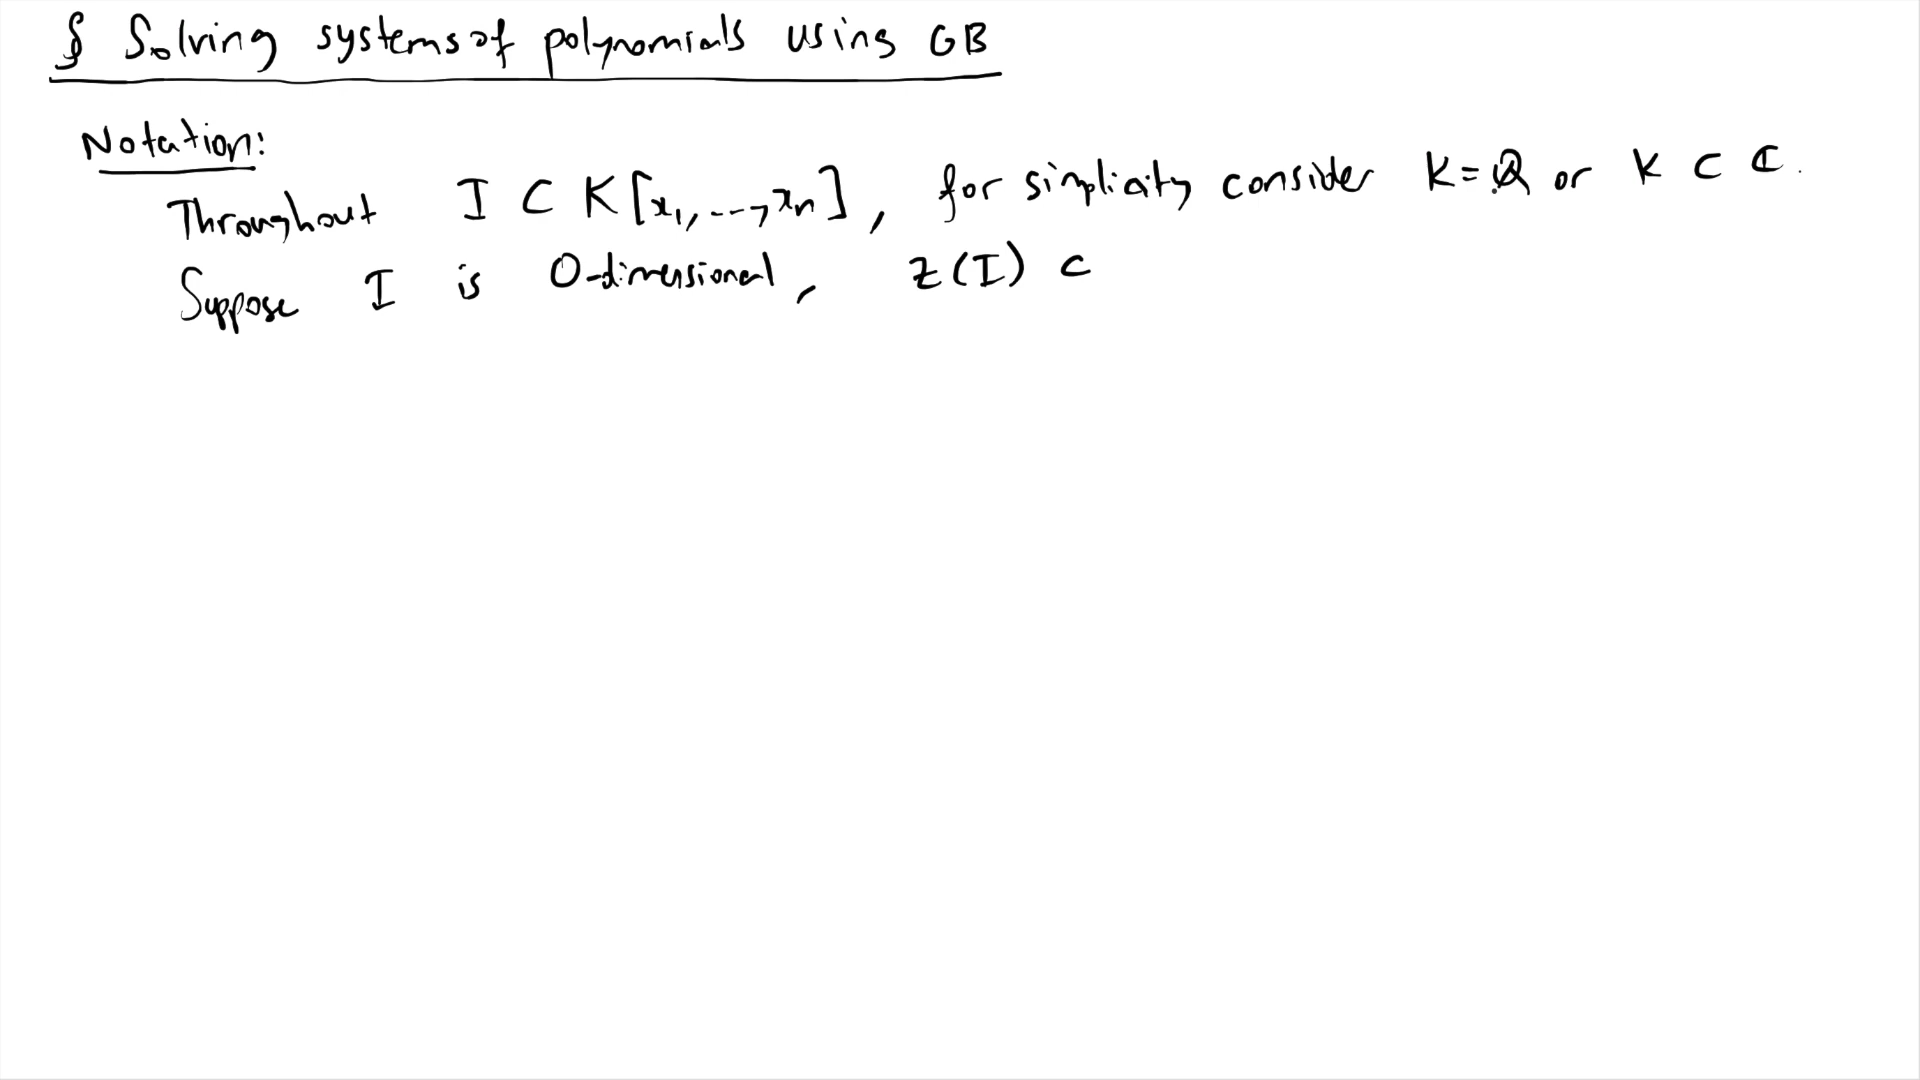 § Solving systems of polynomials using GB
Notation:
Throughout I ⊂ K[x₁, ..., xₙ], for simplicity consider K=ℚ or K ⊂ ℂ.
Suppose I is 0-dimensional, Z(I) ⊂